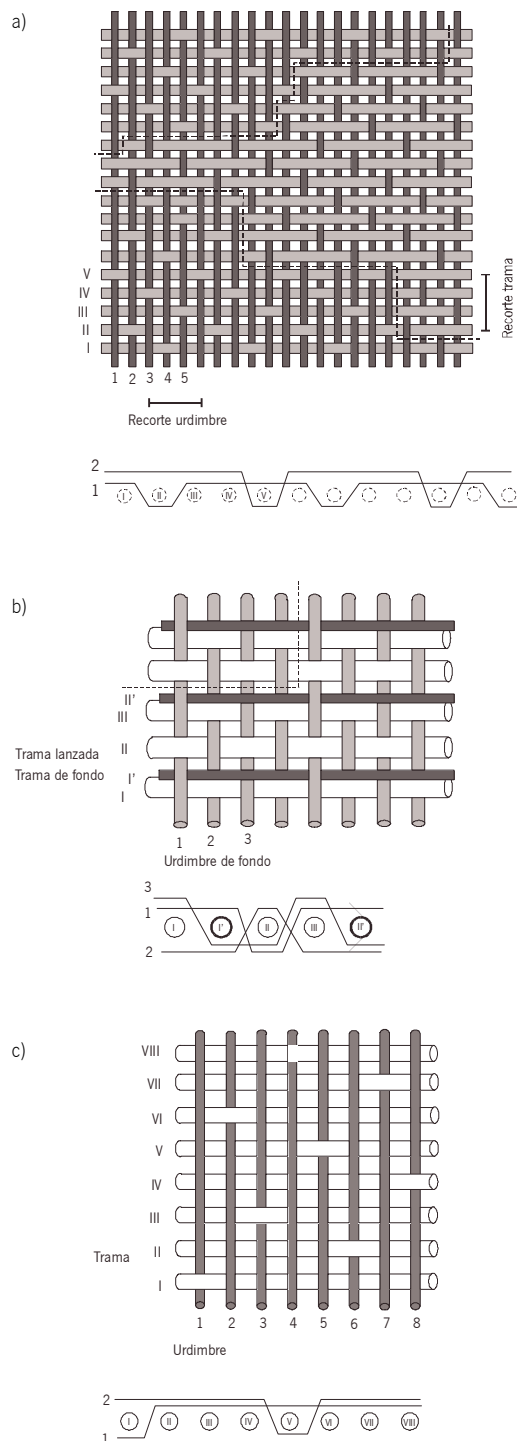 a)
V
IV
III
II
I
1 2 3 4 5
Recorte trama
Recorte urdimbre
2
1
I II III IV V
b)
II'
III
Trama lanzada
II
Trama de fondo
I'
I
1 2 3
Urdimbre de fondo
3
1
I I' II III II'
2
c)
VIII
VII
VI
V
IV
III
Trama
II
I
1 2 3 4 5 6 7 8
Urdimbre
2
I II III IV V VI VII VIII
1